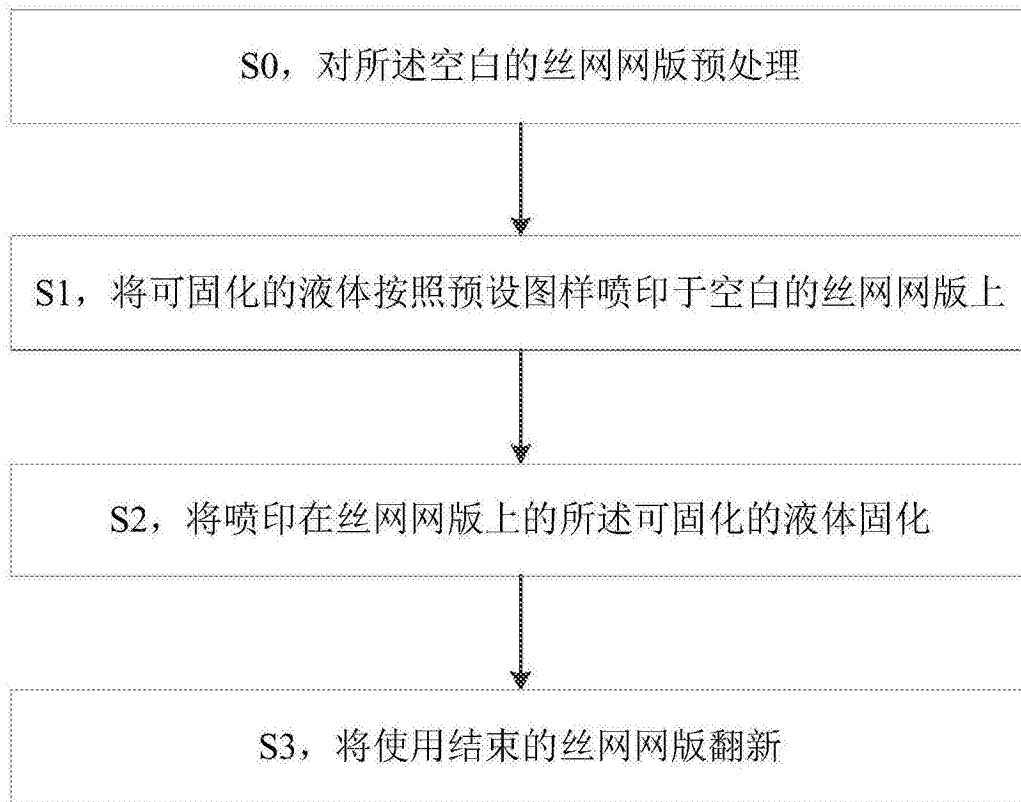 S0，对所述空白的丝网网版预处理
S1，将可固化的液体按照预设图样喷印于空白的丝网网版上
S2，将喷印在丝网网版上的所述可固化的液体固化
S3，将使用结束的丝网网版翻新